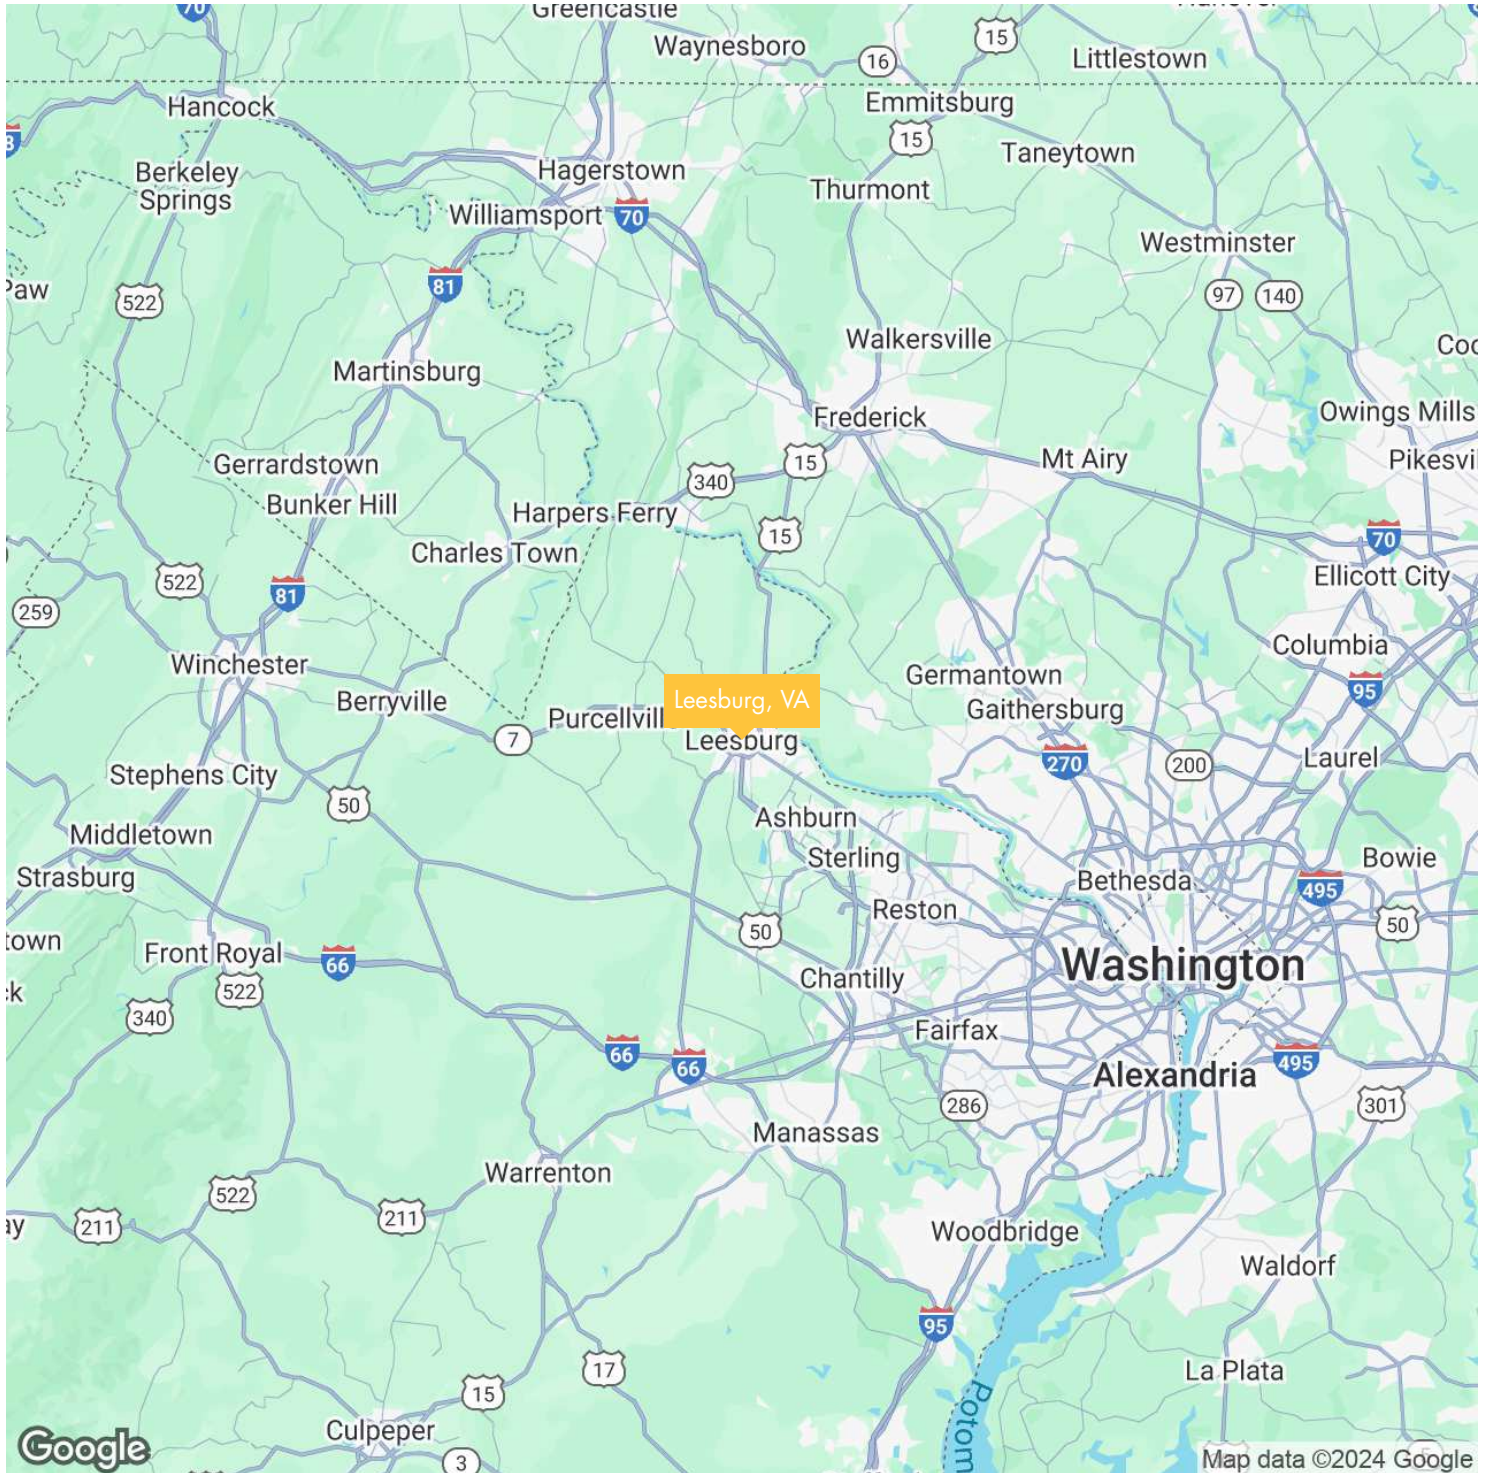 70
Greencastle
Waynesboro
16
15
Littlestown
Hancock
Emmitsburg
15
Taneytown
Berkeley
Springs
Hagerstown
Thurmont
Williamsport
70
Westminster
81
Paw
522
97
140
Walkersville
Martinsburg
Frederick
Owings Mills
Gerrardstown
15
Mt Airy
340
Bunker Hill
Harpers Ferry
15
70
Charles Town
522
81
259
Ellicott City
Columbia
Winchester
Germantown
95
Berryville
Leesburg, VA
Purcellvill
Gaithersburg
7
Leesburg
270
200
Laurel
Stephens City
50
Ashburn
Middletown
Sterling
Bowie
Strasburg
Bethesda
495
Reston
50
50
town
Front Royal
66
Washington
Chantilly
522
340
Fairfax
66
66
495
Alexandria
286
301
Manassas
Warrenton
522
211
211
Woodbridge
Waldorf
95
17
La Plata
15
Potom
Culpeper
3
Google
Map data ©2024 Google